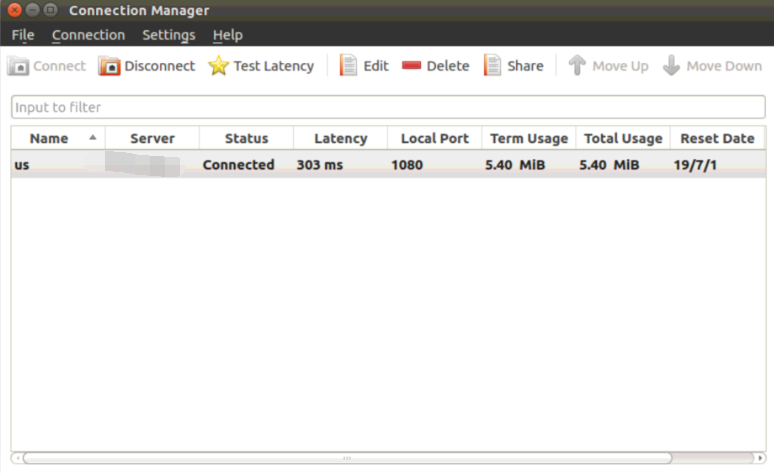 Connection Manager
File Connection Settings Help
Connect Disconnect Test Latency Edit Delete Share Move Up Move Down
Input to filter
Name Server Status Latency Local Port Term Usage Total Usage Reset Date
us Connected 303 ms 1080 5.40 MiB 5.40 MiB 19/7/1